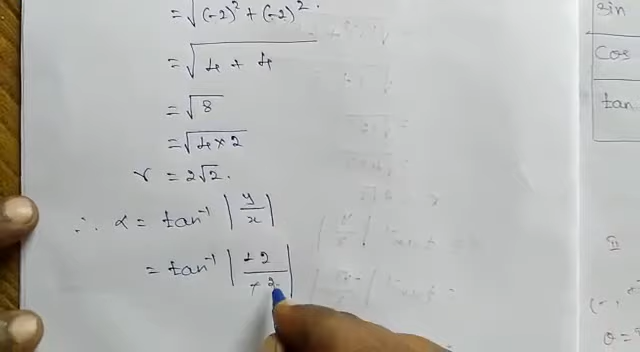 = √(-2)² + (-2)².
= √4 + 4
= √8
= √4×2
r = 2√2.
∴ α = tan⁻¹ |y/x|
= tan⁻¹ |+2/+2|
sin
Cos
tan